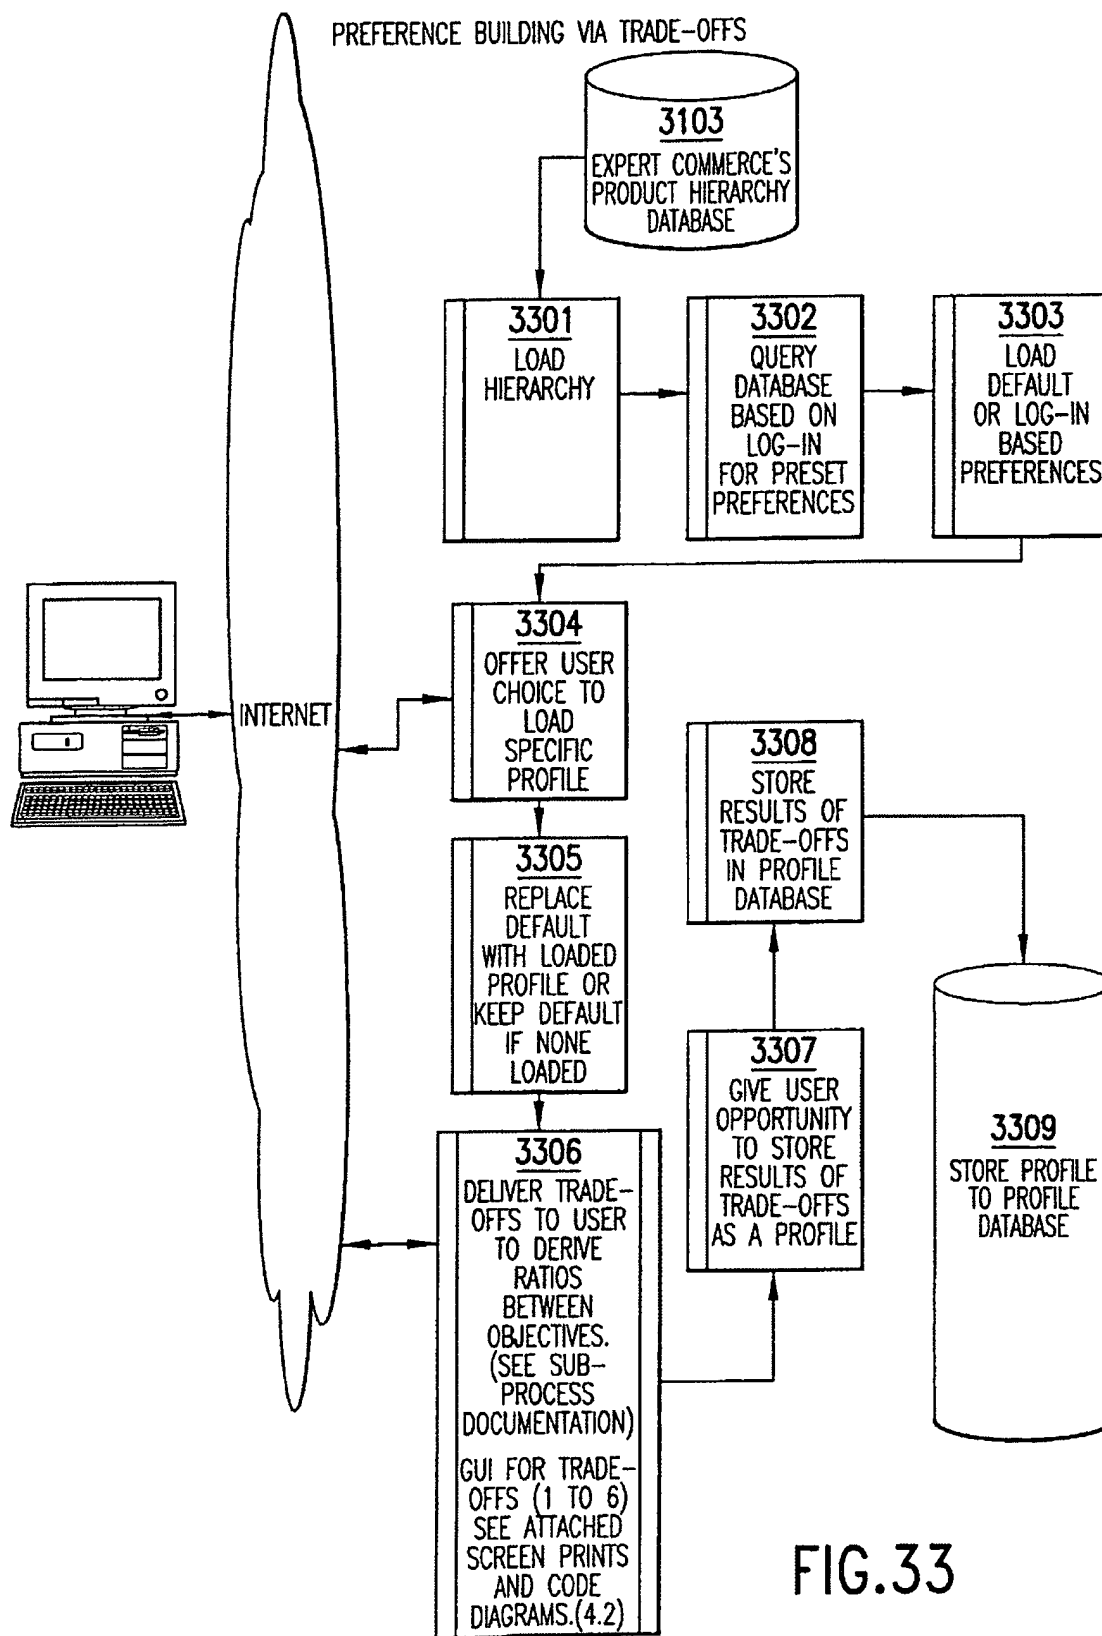 PREFERENCE BUILDING VIA TRADE-OFFS
3103
EXPERT COMMERCE'S
PRODUCT HIERARCHY
DATABASE
3301
LOAD
HIERARCHY
3302
QUERY
DATABASE
BASED ON
LOG-IN
FOR PRESET
PREFERENCES
3303
LOAD
DEFAULT
OR LOG-IN
BASED
PREFERENCES
INTERNET
3304
OFFER USER
CHOICE TO
LOAD
SPECIFIC
PROFILE
3305
REPLACE
DEFAULT
WITH LOADED
PROFILE OR
KEEP DEFAULT
IF NONE
LOADED
3306
DELIVER TRADE-
OFFS TO USER
TO DERIVE
RATIOS
BETWEEN
OBJECTIVES.
(SEE SUB-
PROCESS
DOCUMENTATION)
GUI FOR TRADE-
OFFS (1 TO 6)
SEE ATTACHED
SCREEN PRINTS
AND CODE
DIAGRAMS.(4.2)
3307
GIVE USER
OPPORTUNITY
TO STORE
RESULTS OF
TRADE-OFFS
AS A PROFILE
3308
STORE
RESULTS OF
TRADE-OFFS
IN PROFILE
DATABASE
3309
STORE PROFILE
TO PROFILE
DATABASE
FIG.33